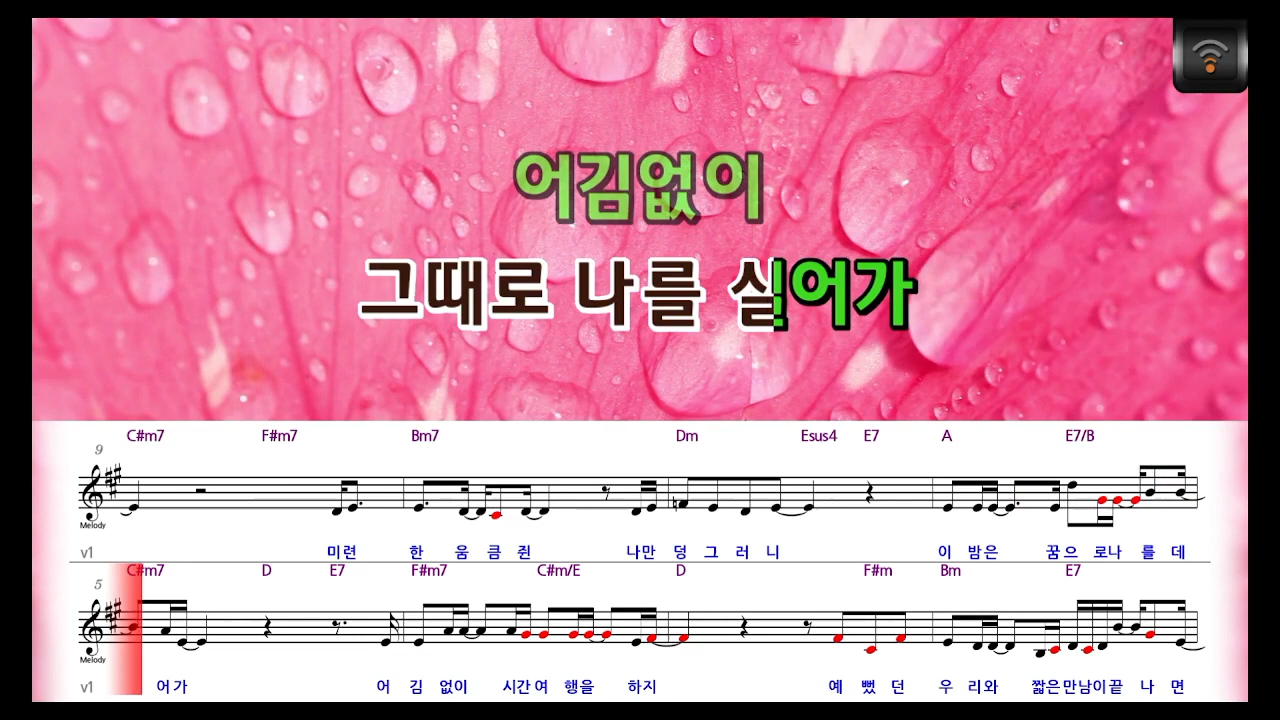 어김없이
그때로 나를 실어가
C#m7 F#m7 Bm7 Dm Esus4 E7 A E7/B
9
Melody
v1 미련 한 움 큼 쥔 나만 덩 그 러 니 이 밤은 꿈으 로나 를 데
C#m7 D E7 F#m7 C#m/E D F#m Bm E7
5
Melody
v1 어가 어 김 없이 시간여 행을 하지 예 뻤 던 우 리와 짧은만남이끝 나 면